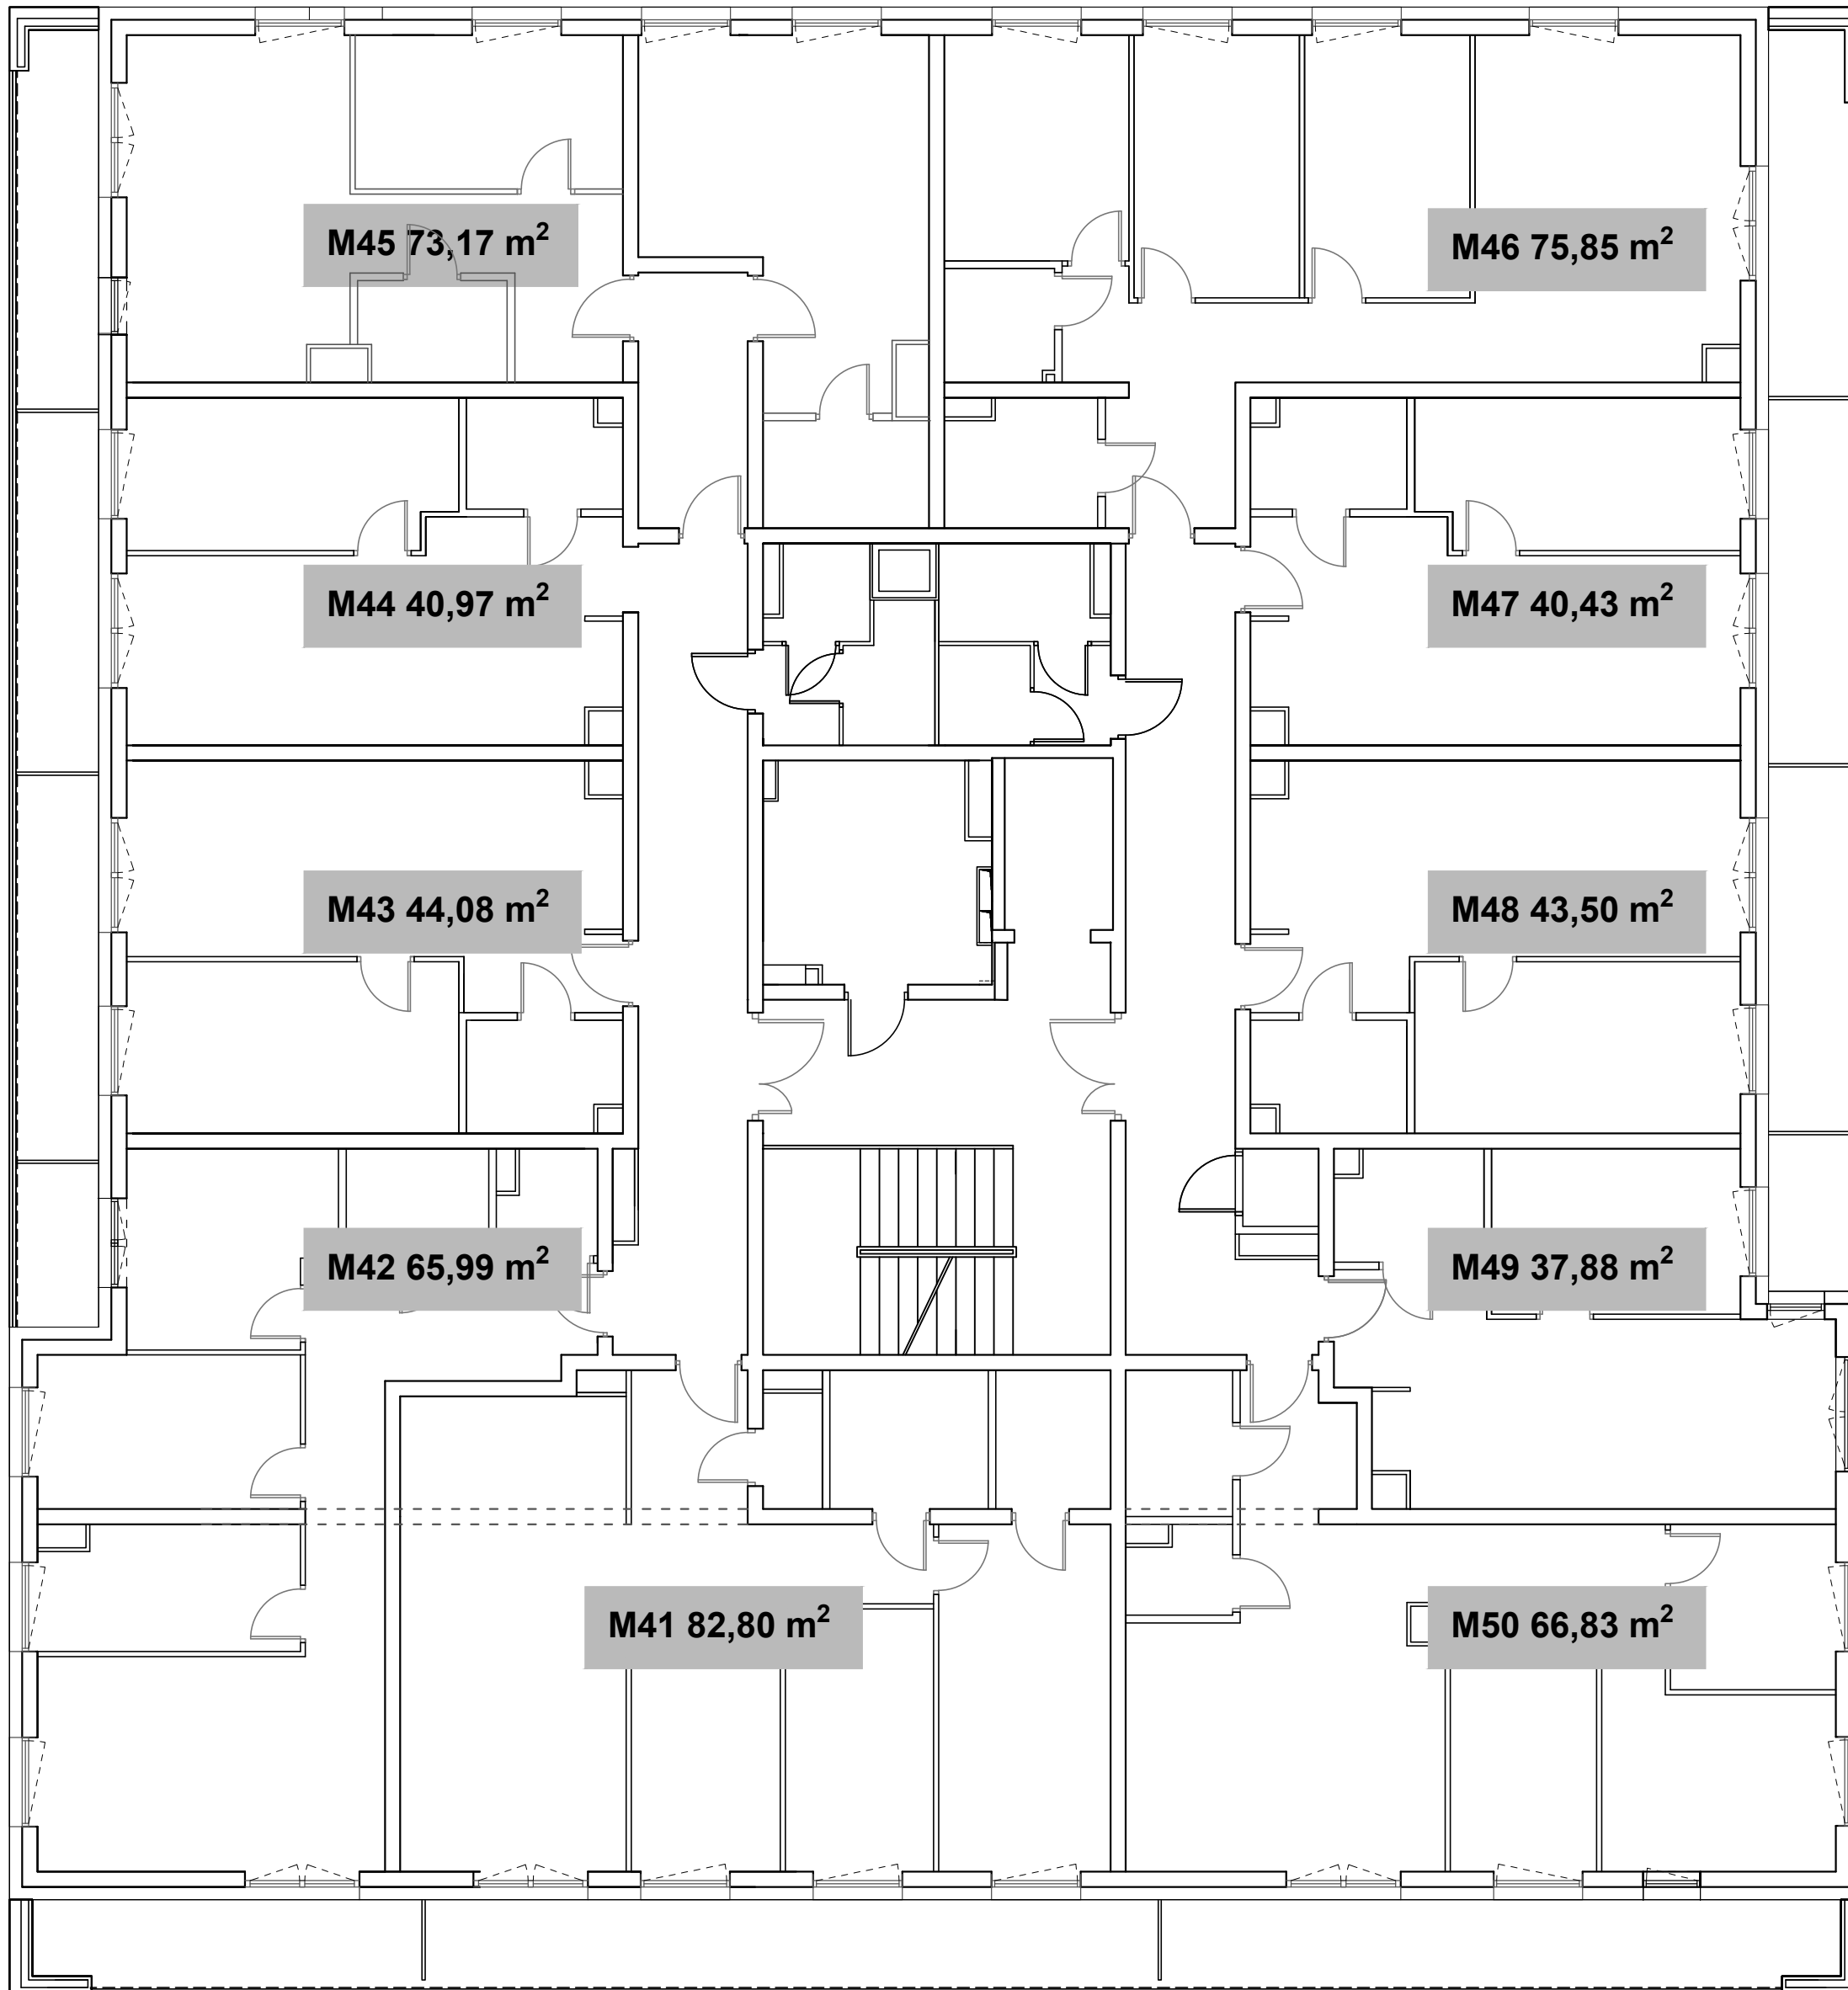 M45 73,17 m²
M46 75,85 m²
M44 40,97 m²
M47 40,43 m²
M43 44,08 m²
M48 43,50 m²
M42 65,99 m²
M49 37,88 m²
M41 82,80 m²
M50 66,83 m²